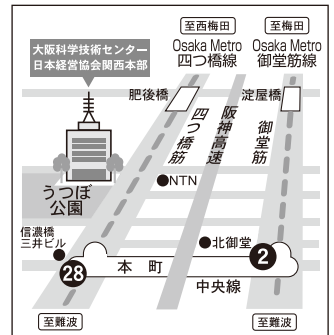 至西梅田
至梅田
Osaka Metro
四つ橋線
Osaka Metro
御堂筋線
大阪科学技術センター
日本経営協会関西本部
肥後橋
淀屋橋
四つ橋筋
阪神高速
御堂筋
NTN
うつぼ
公園
信濃橋
三井ビル
北御堂
2
28
本町
中央線
至難波
至難波